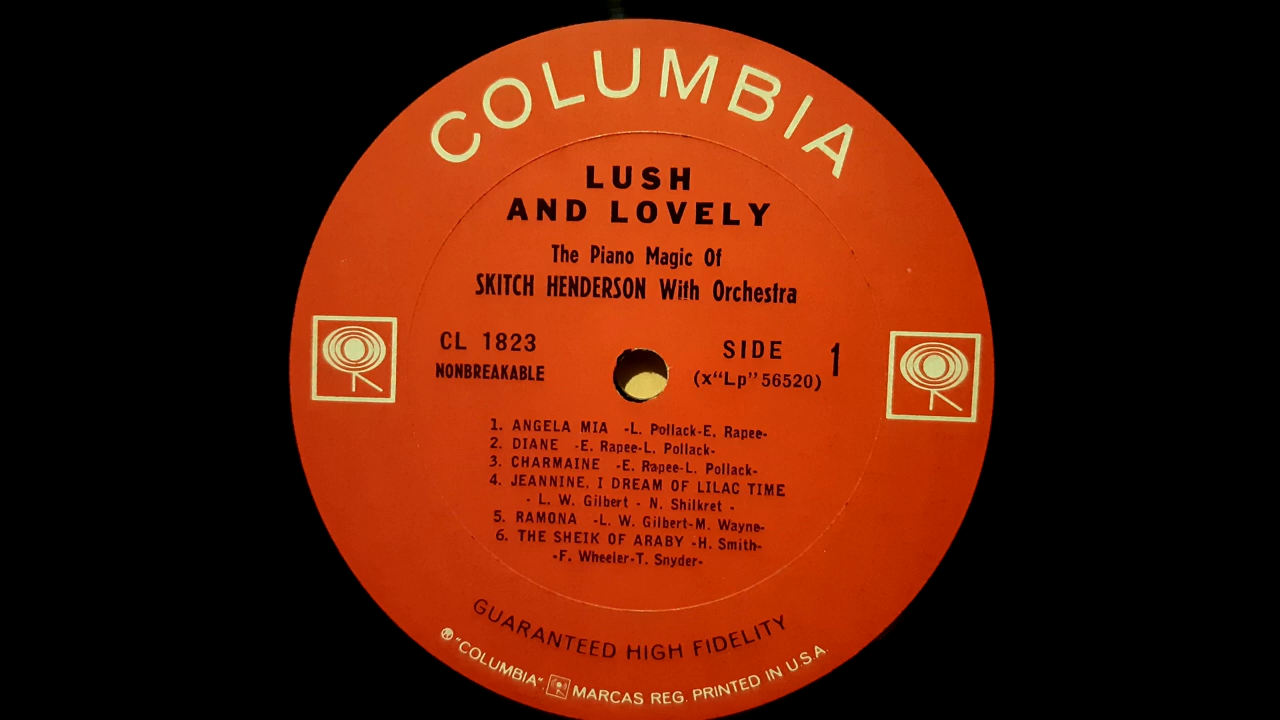 COLUMBIA
LUSH
AND LOVELY
The Piano Magic Of
SKITCH HENDERSON With Orchestra
CL 1823
NONBREAKABLE
SIDE 1
(x“Lp” 56520)
1. ANGELA MIA -L. Pollack-E. Rapee-
2. DIANE -E. Rapee-L. Pollack-
3. CHARMAINE -E. Rapee-L. Pollack-
4. JEANNINE, I DREAM OF LILAC TIME
- L. W. Gilbert - N. Shilkret -
5. RAMONA -L. W. Gilbert-M. Wayne-
6. THE SHEIK OF ARABY -H. Smith-
-F. Wheeler-T. Snyder-
GUARANTEED HIGH FIDELITY
® "COLUMBIA", MARCAS REG. PRINTED IN U.S.A.